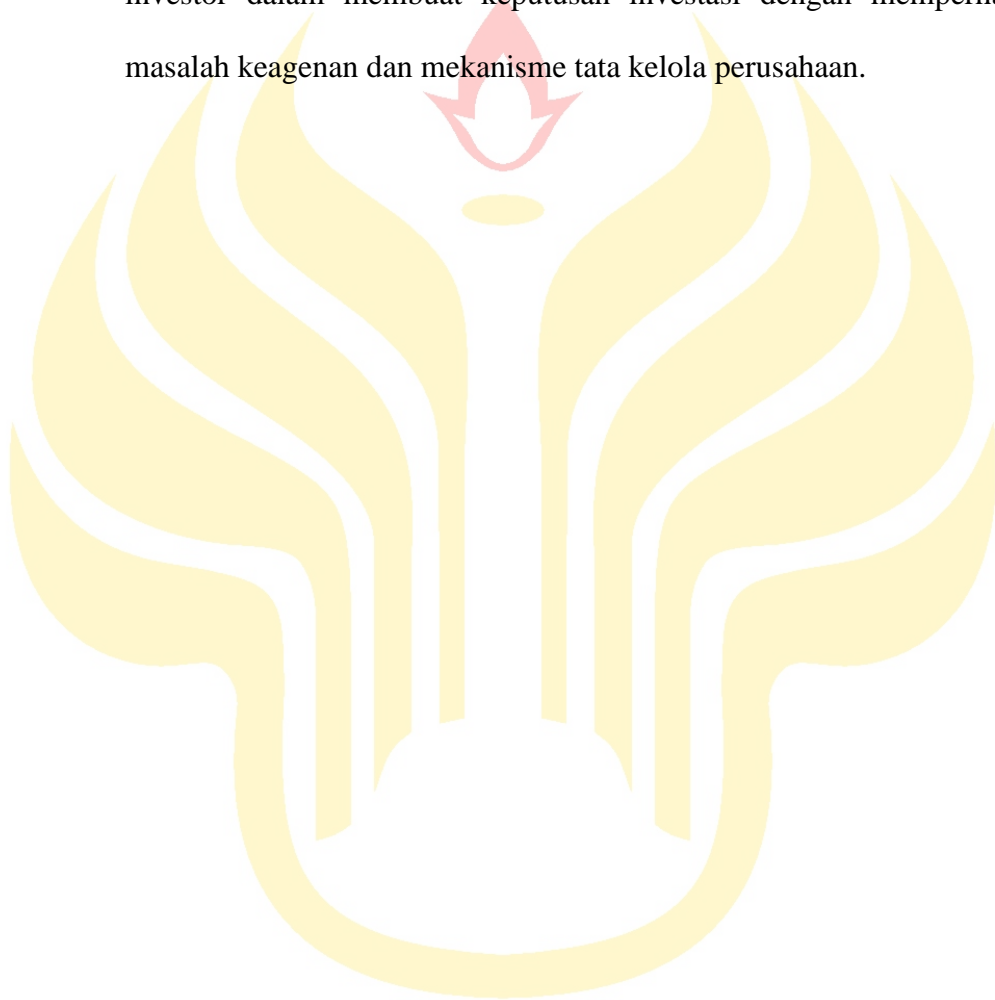 investor dalam membuat keputusan investasi dengan
masalah keagenan dan mekanisme tata kelola perusahaan.